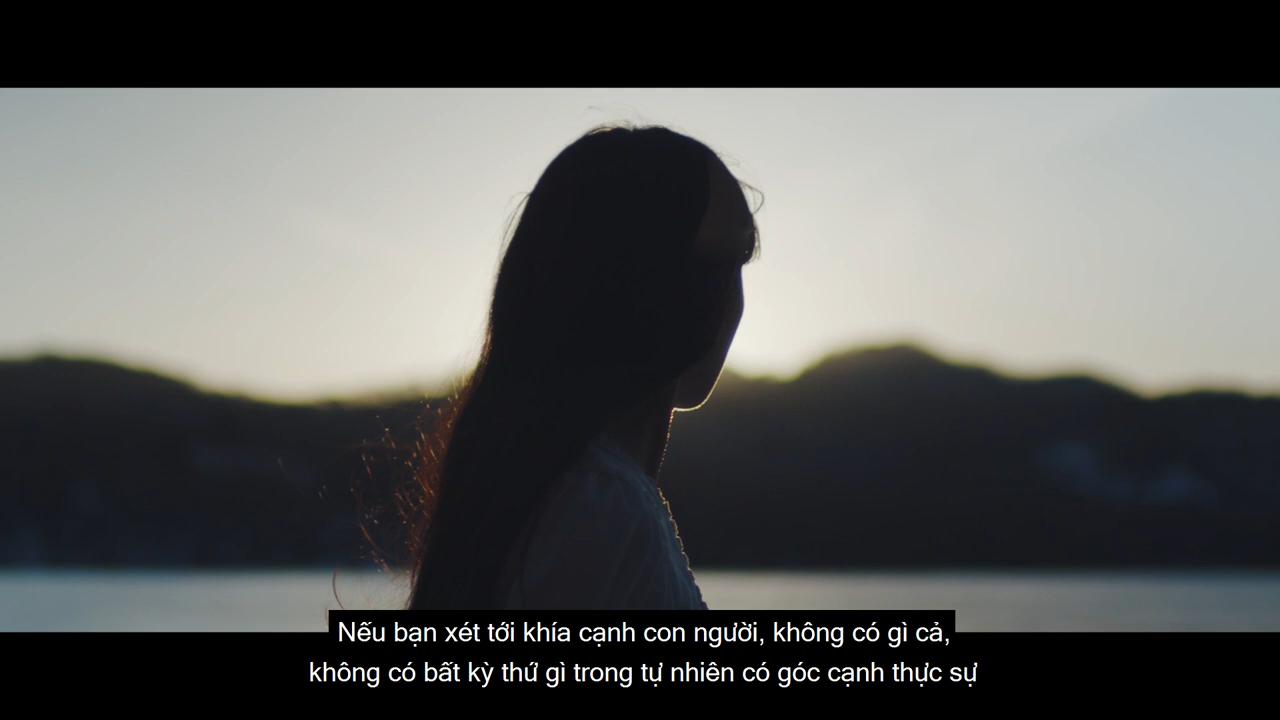 Nếu bạn xét tới khía cạnh con người, không có gì cả,
không có bất kỳ thứ gì trong tự nhiên có góc cạnh thực sự